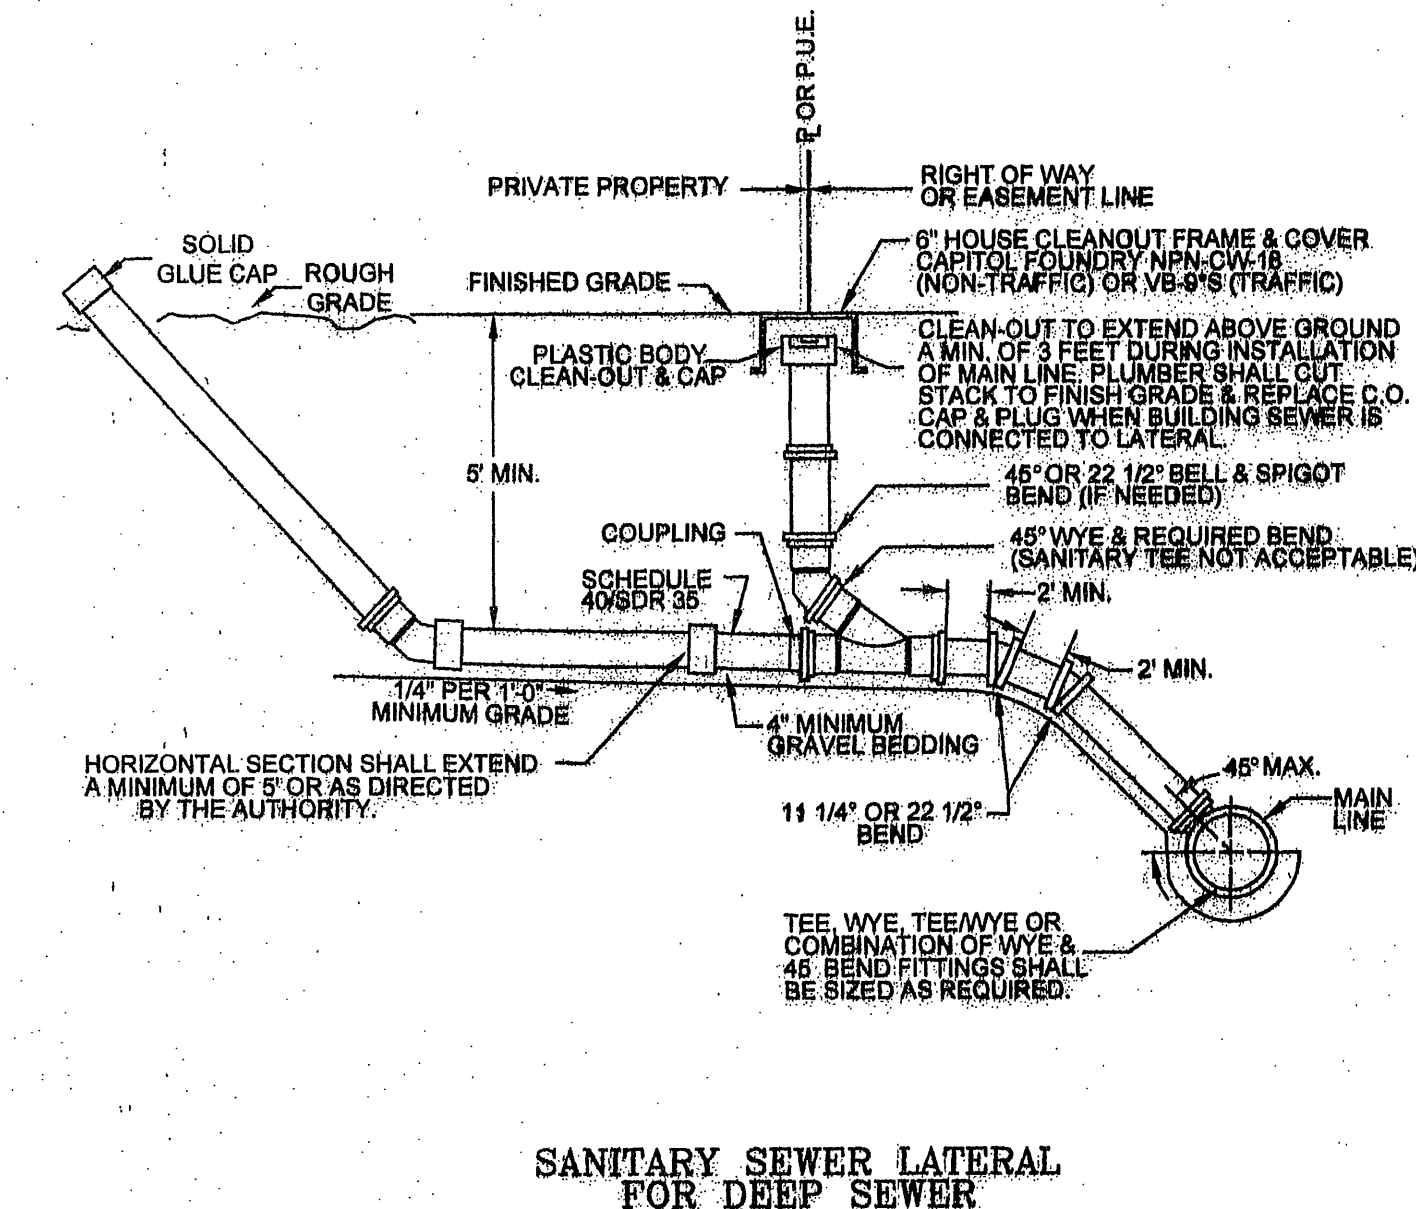 ℄ OR P.U.E.
PRIVATE PROPERTY
RIGHT OF WAY
OR EASEMENT LINE
SOLID
GLUE CAP
ROUGH
GRADE
FINISHED GRADE
6" HOUSE CLEANOUT FRAME & COVER
CAPITOL FOUNDRY NPN-CW-18
(NON-TRAFFIC) OR VB-9"S (TRAFFIC)
PLASTIC BODY
CLEAN-OUT & CAP
CLEAN-OUT TO EXTEND ABOVE GROUND
A MIN. OF 3 FEET DURING INSTALLATION
OF MAIN LINE. PLUMBER SHALL CUT
STACK TO FINISH GRADE & REPLACE C.O.
CAP & PLUG WHEN BUILDING SEWER IS
CONNECTED TO LATERAL.
5' MIN.
45° OR 22 1/2° BELL & SPIGOT
BEND (IF NEEDED)
COUPLING
45° WYE & REQUIRED BEND
(SANITARY TEE NOT ACCEPTABLE)
SCHEDULE
40/SDR 35
2' MIN.
2' MIN.
1/4" PER 1'-0"
MINIMUM GRADE
4" MINIMUM
GRAVEL BEDDING
HORIZONTAL SECTION SHALL EXTEND
A MINIMUM OF 5' OR AS DIRECTED
BY THE AUTHORITY.
45° MAX.
MAIN
LINE
11 1/4° OR 22 1/2°
BEND
TEE, WYE, TEE/WYE OR
COMBINATION OF WYE &
45 BEND FITTINGS SHALL
BE SIZED AS REQUIRED.
SANITARY SEWER LATERAL
FOR DEEP SEWER